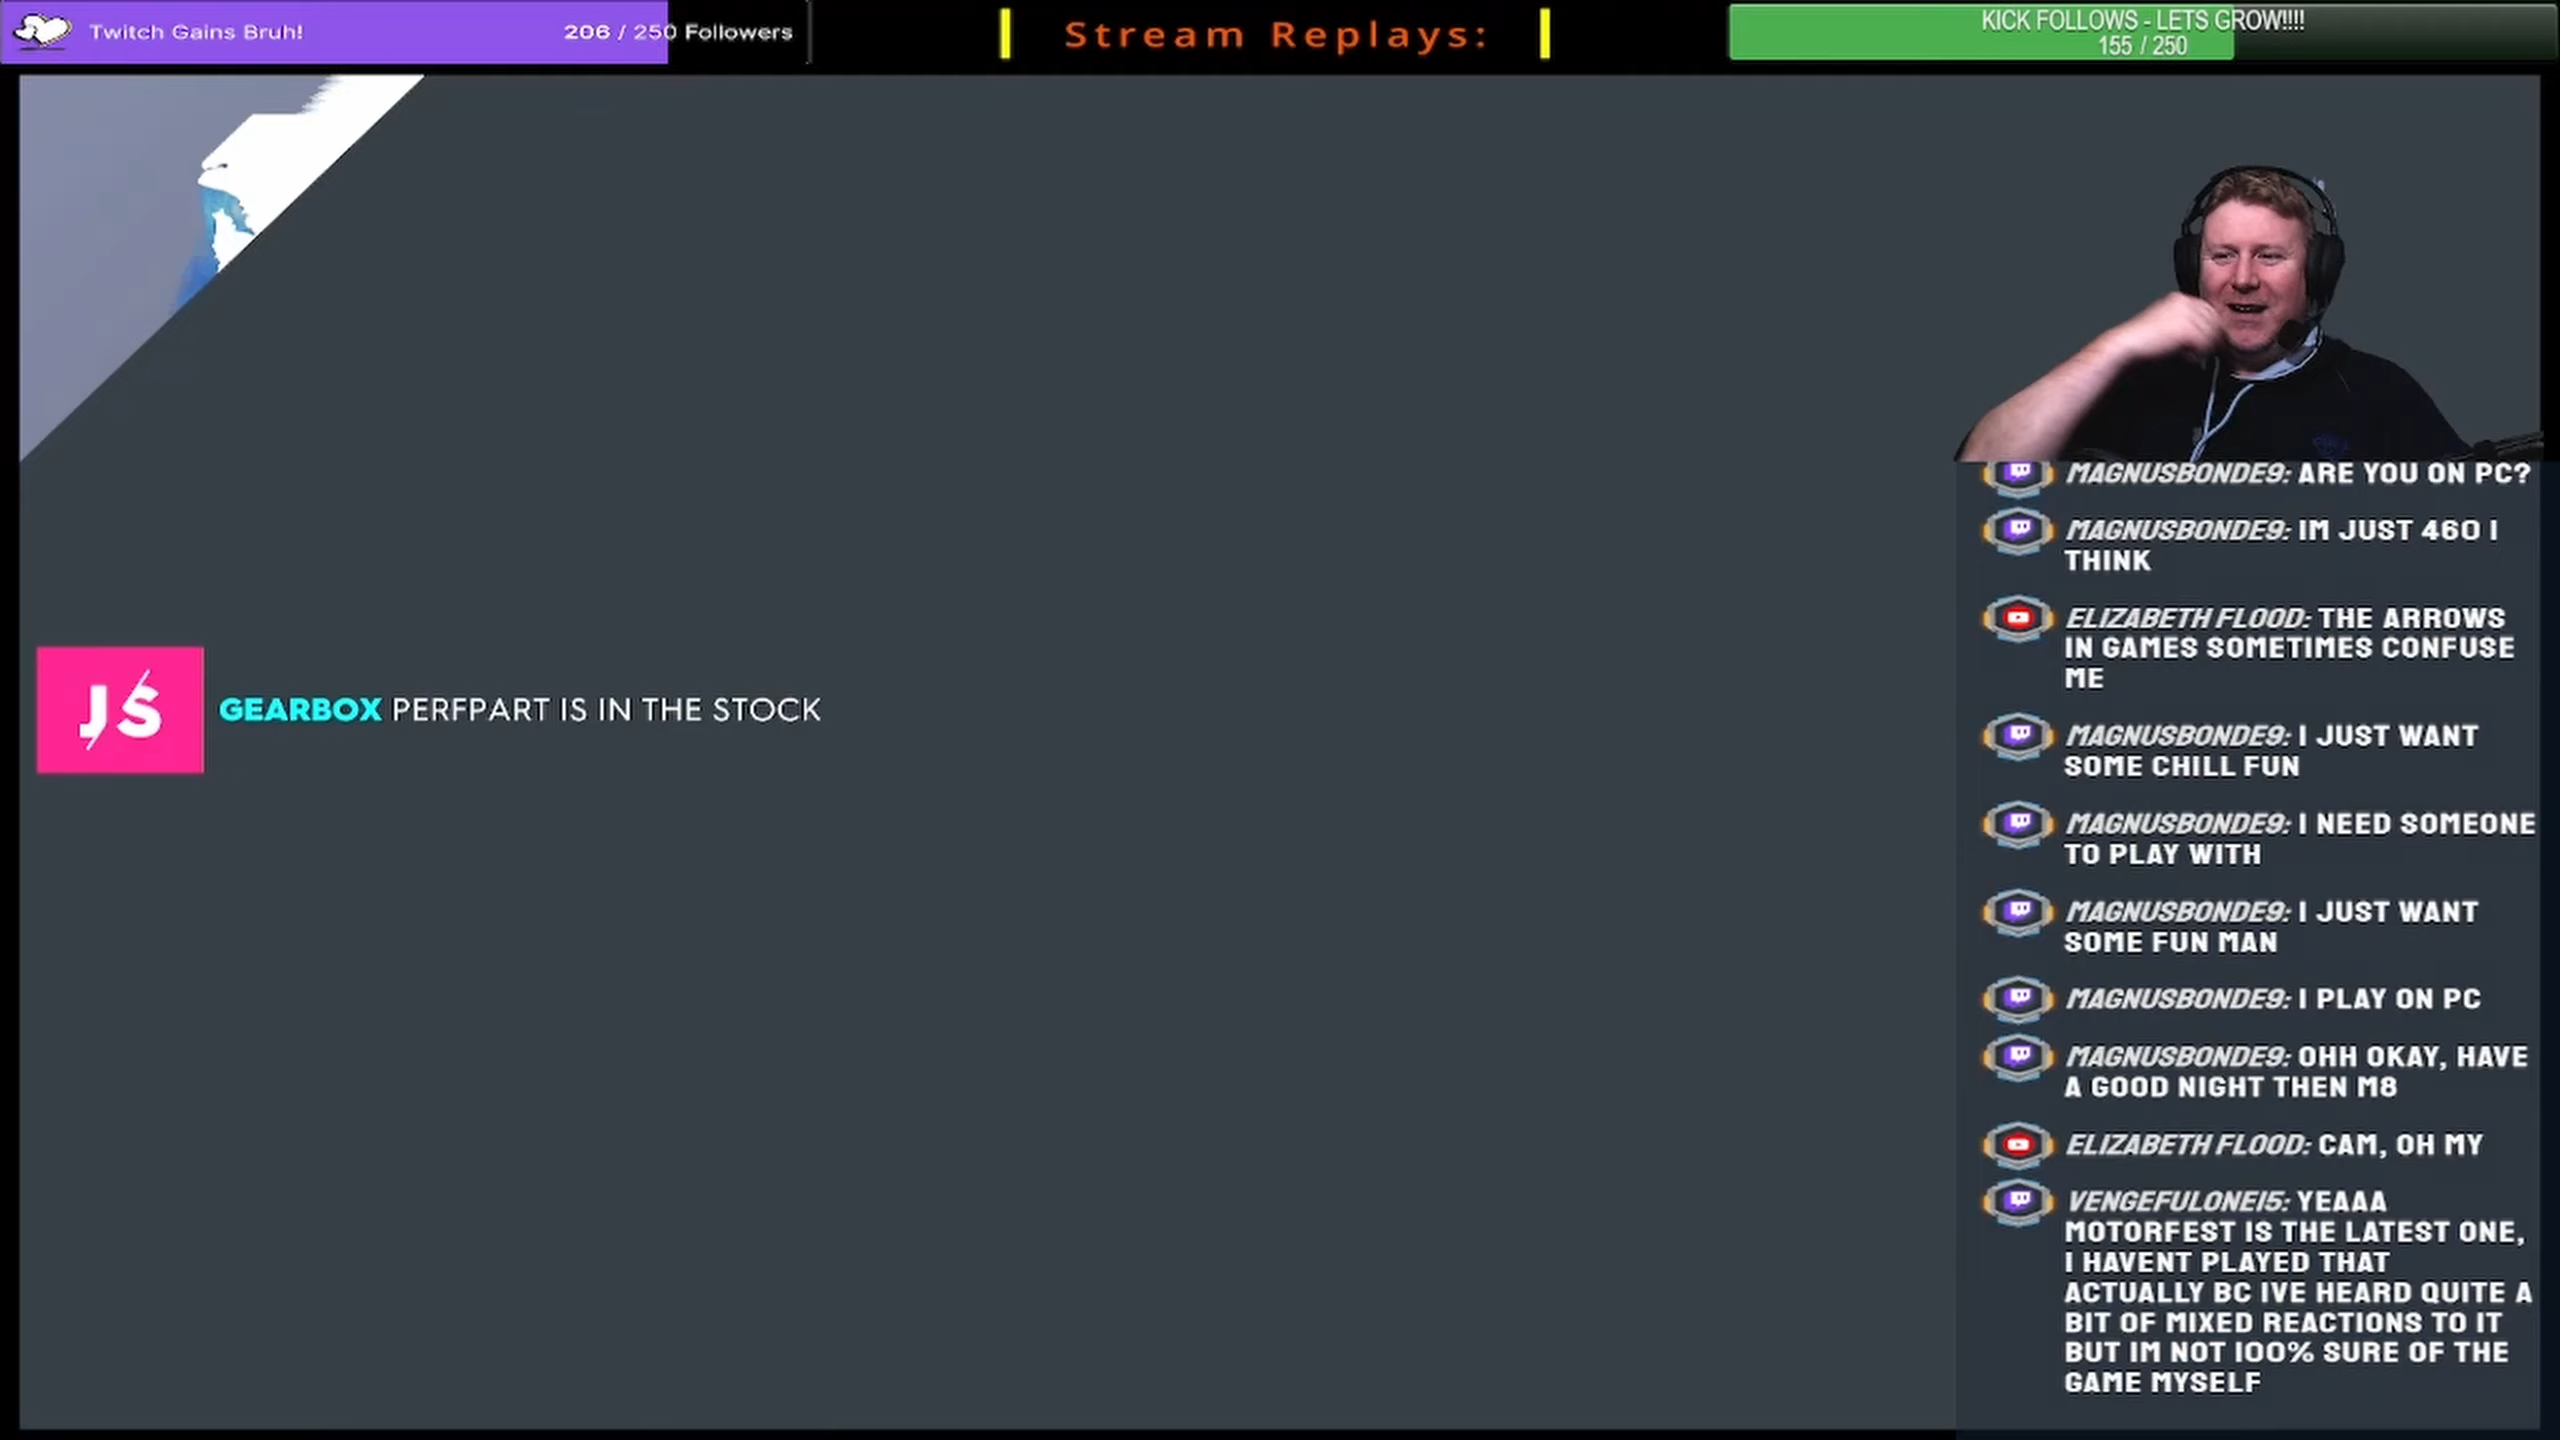 Twitch Gains Bruh!
206 / 250 Followers
Stream Replays:
KICK FOLLOWS - LETS GROW!!!!
155 / 250
MAGNUSBONDE9: ARE YOU ON PC?
MAGNUSBONDE9: IM JUST 460 I
THINK
ELIZABETH FLOOD: THE ARROWS
IN GAMES SOMETIMES CONFUSE
ME
JS
GEARBOX PERFPART IS IN THE STOCK
MAGNUSBONDE9: I JUST WANT
SOME CHILL FUN
MAGNUSBONDE9: I NEED SOMEONE
TO PLAY WITH
MAGNUSBONDE9: I JUST WANT
SOME FUN MAN
MAGNUSBONDE9: I PLAY ON PC
MAGNUSBONDE9: OHH OKAY, HAVE
A GOOD NIGHT THEN M8
ELIZABETH FLOOD: CAM, OH MY
VENGEFULONE15: YEAAA
MOTORFEST IS THE LATEST ONE,
I HAVENT PLAYED THAT
ACTUALLY BC IVE HEARD QUITE A
BIT OF MIXED REACTIONS TO IT
BUT IM NOT 100% SURE OF THE
GAME MYSELF